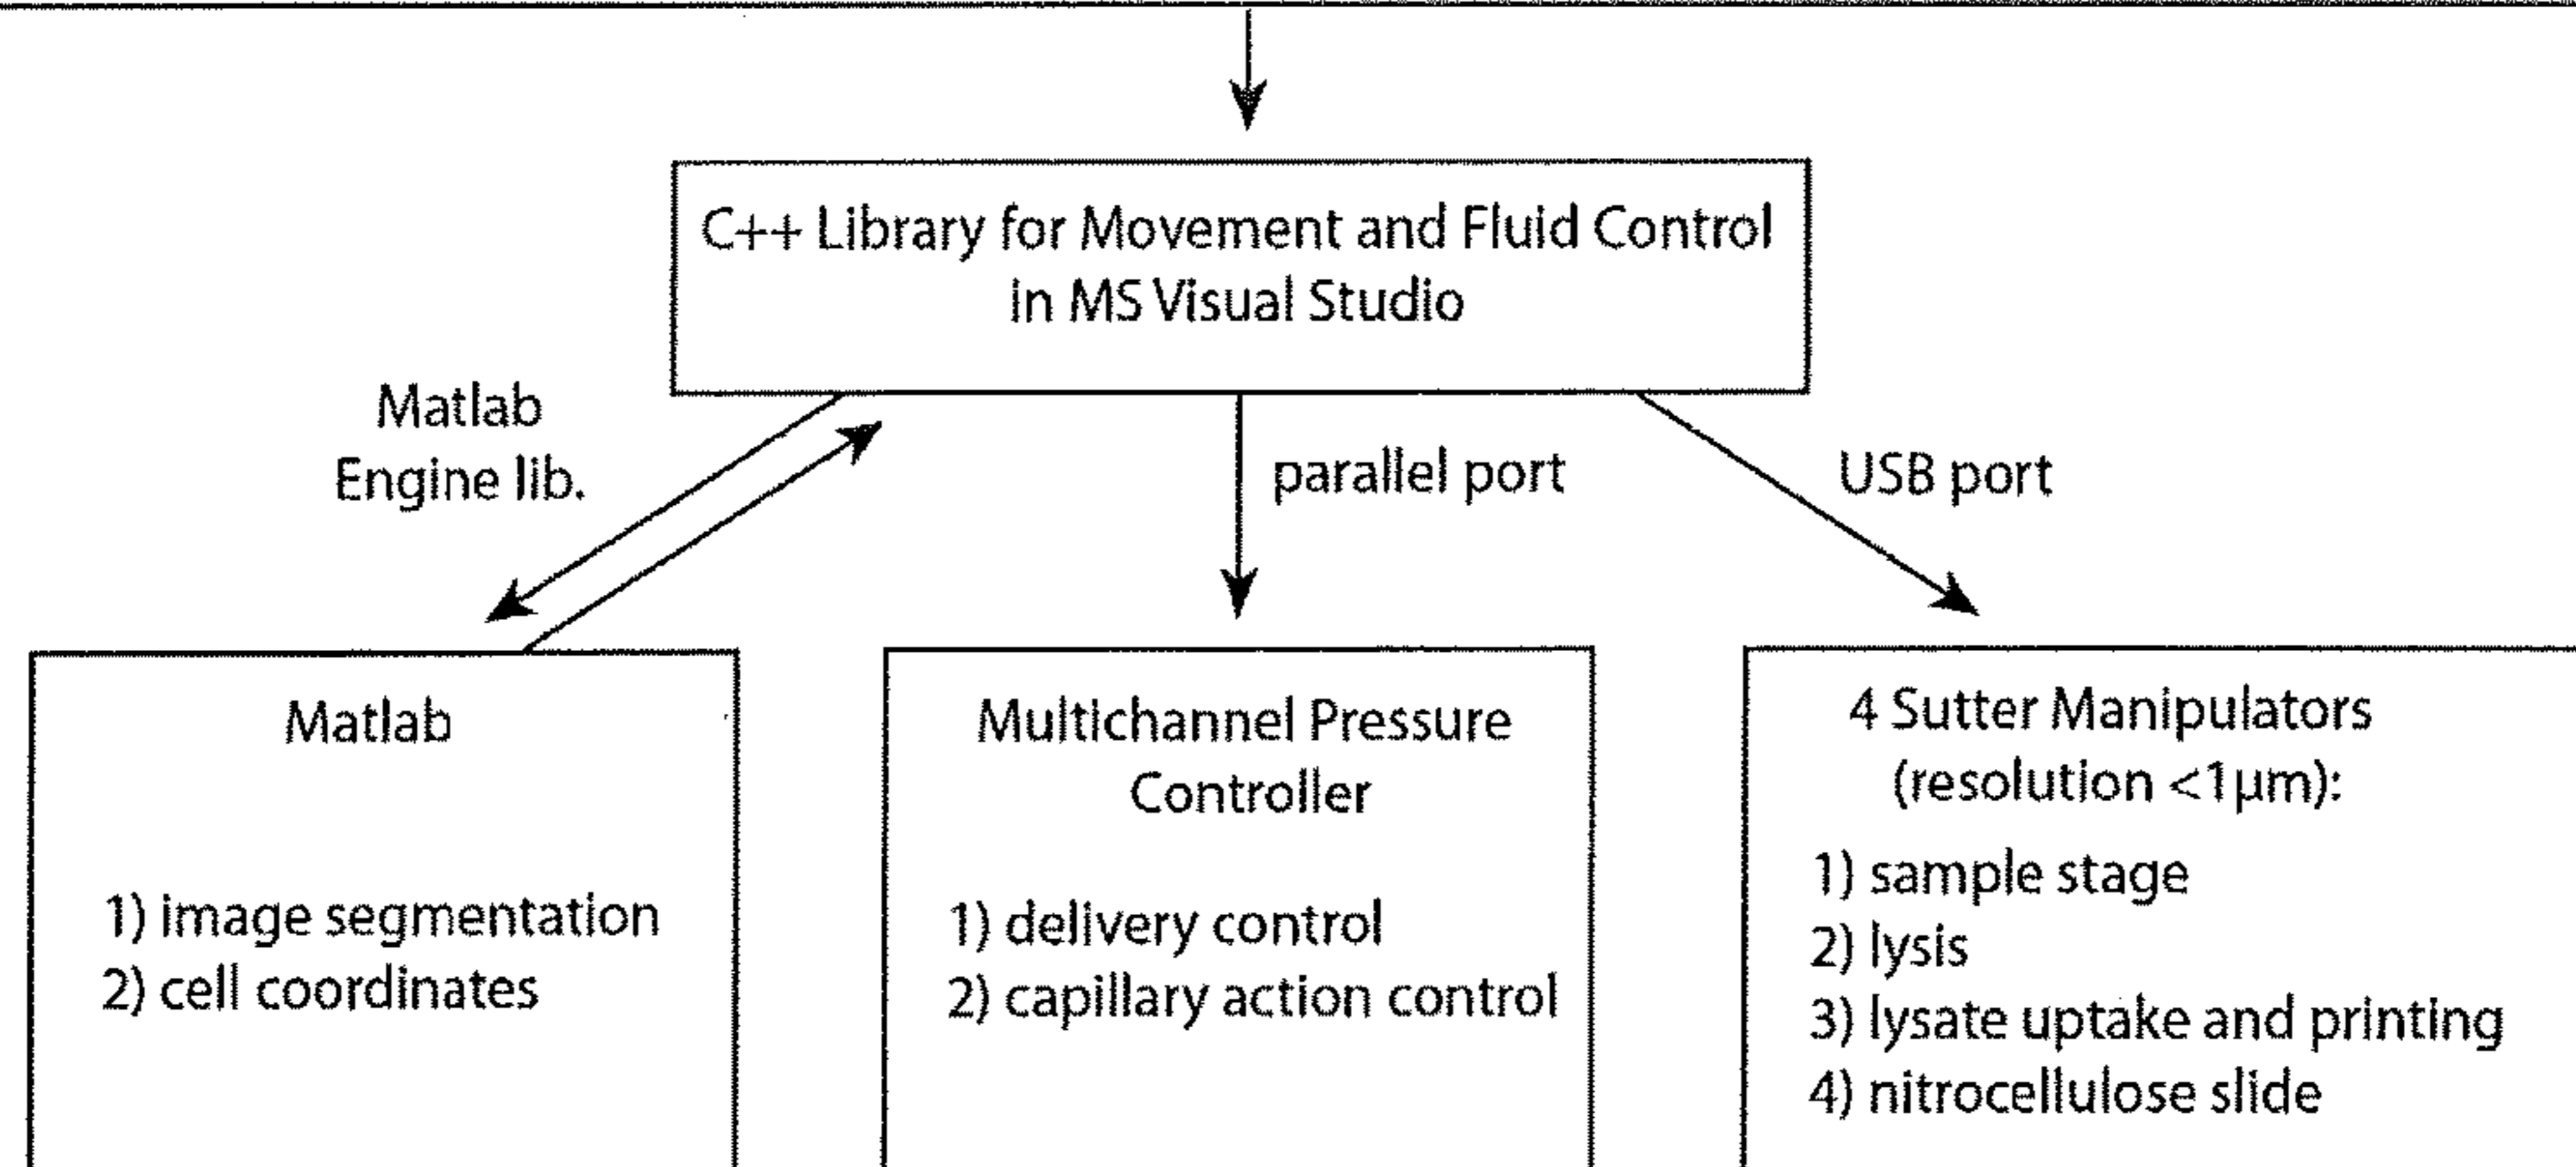 C++ Library for Movement and Fluid Control
in MS Visual Studio
Matlab
Engine lib.
parallel port
USB port
Matlab
1) image segmentation
2) cell coordinates
Multichannel Pressure
Controller
1) delivery control
2) capillary action control
4 Sutter Manipulators
(resolution <1μm):
1) sample stage
2) lysis
3) lysate uptake and printing
4) nitrocellulose slide